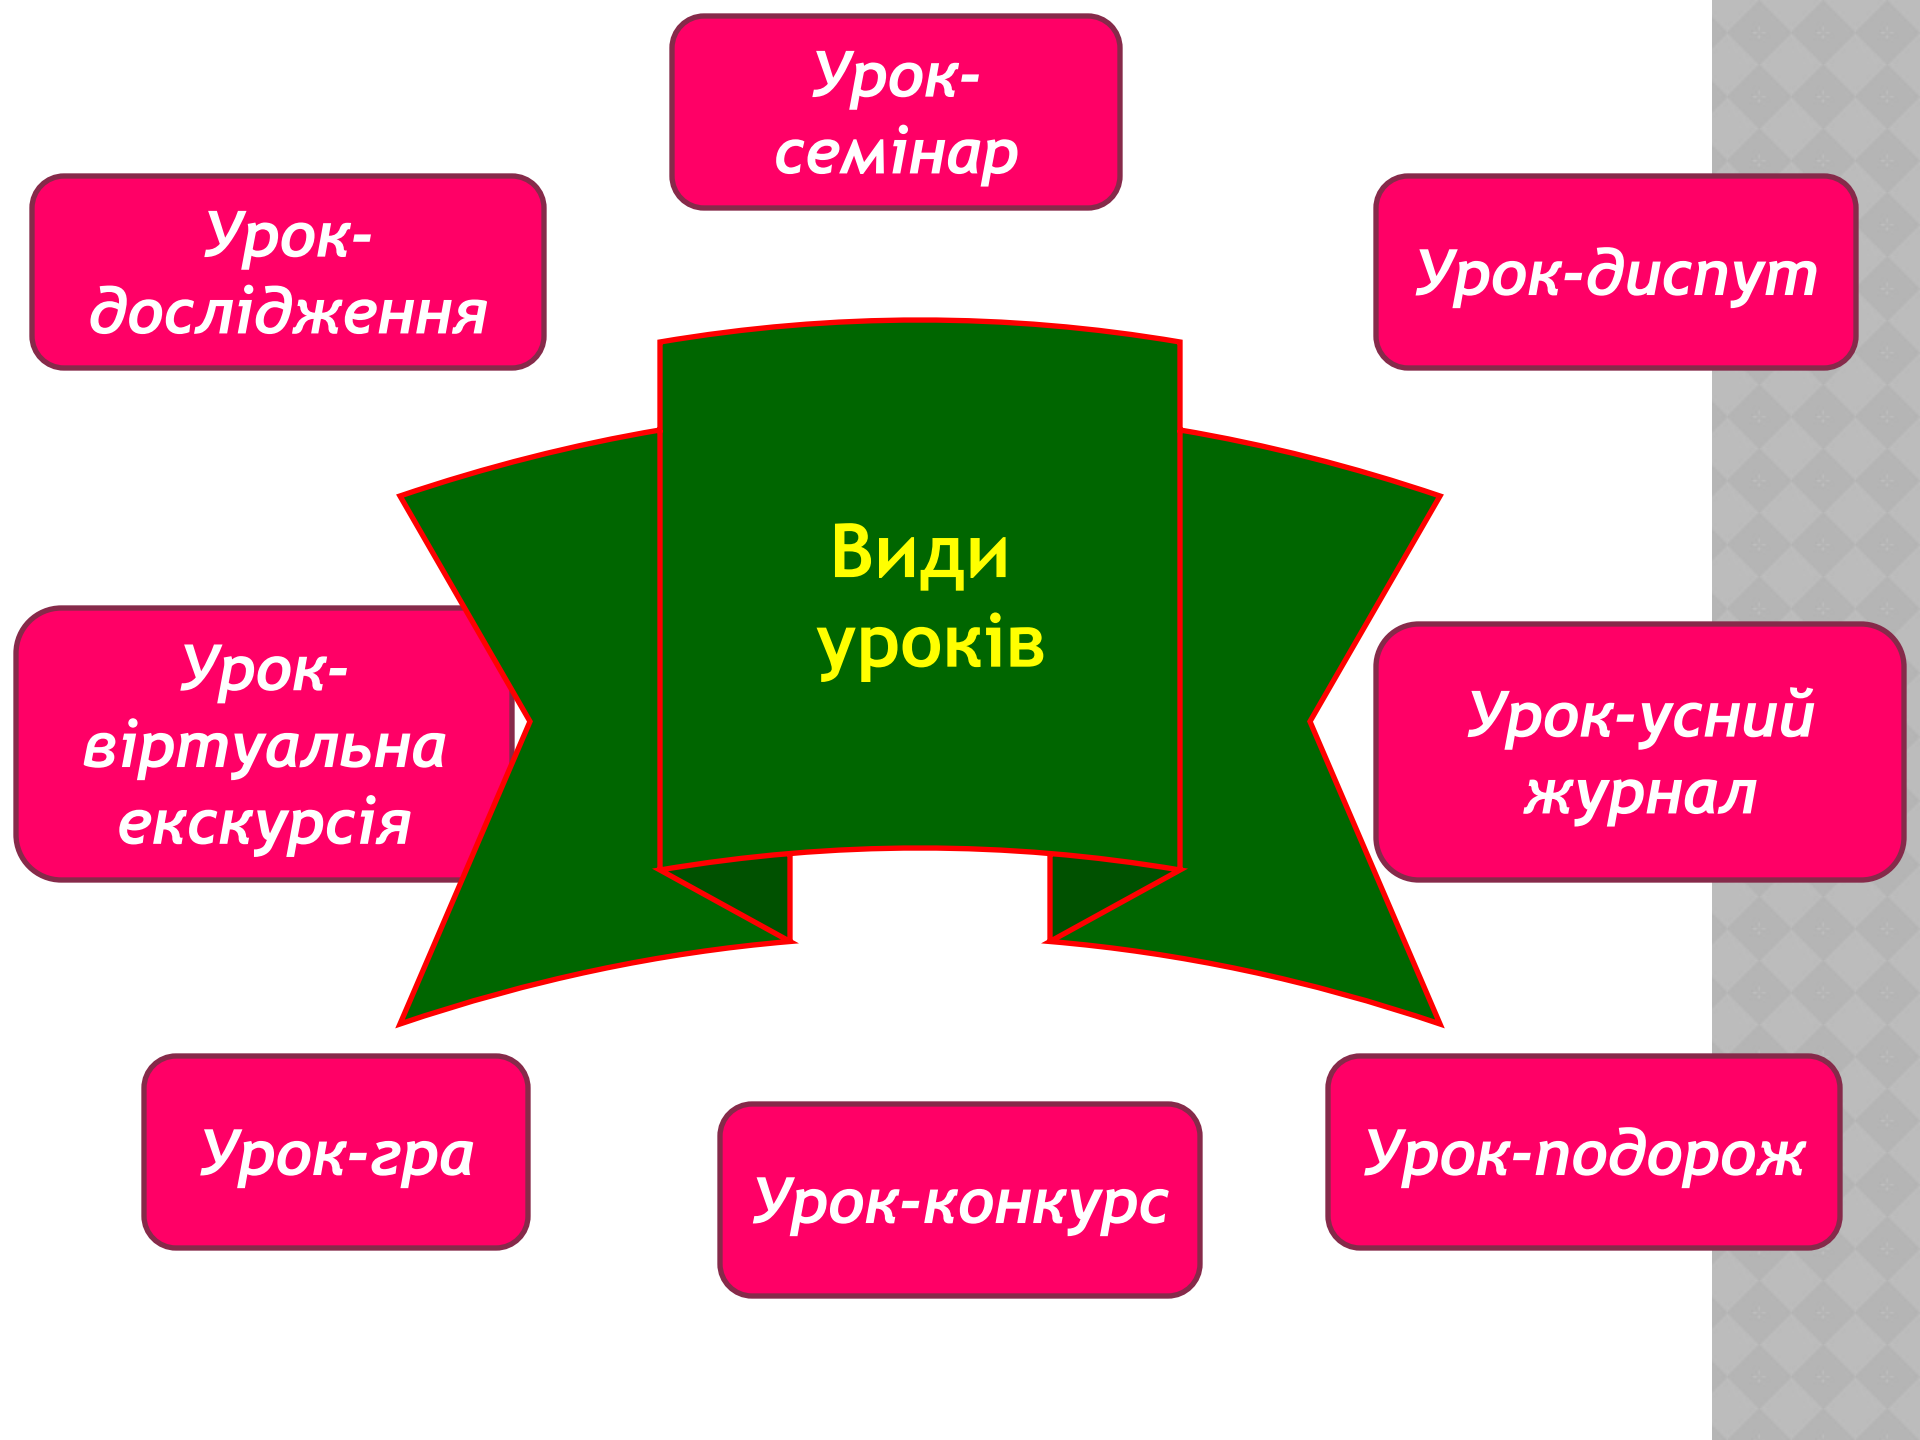 Урок-
семінар
Урок-
дослідження
Урок-диспут
Види
уроків
Урок-
віртуальна
екскурсія
Урок-усний
журнал
Урок-гра
Урок-конкурс
Урок-подорож